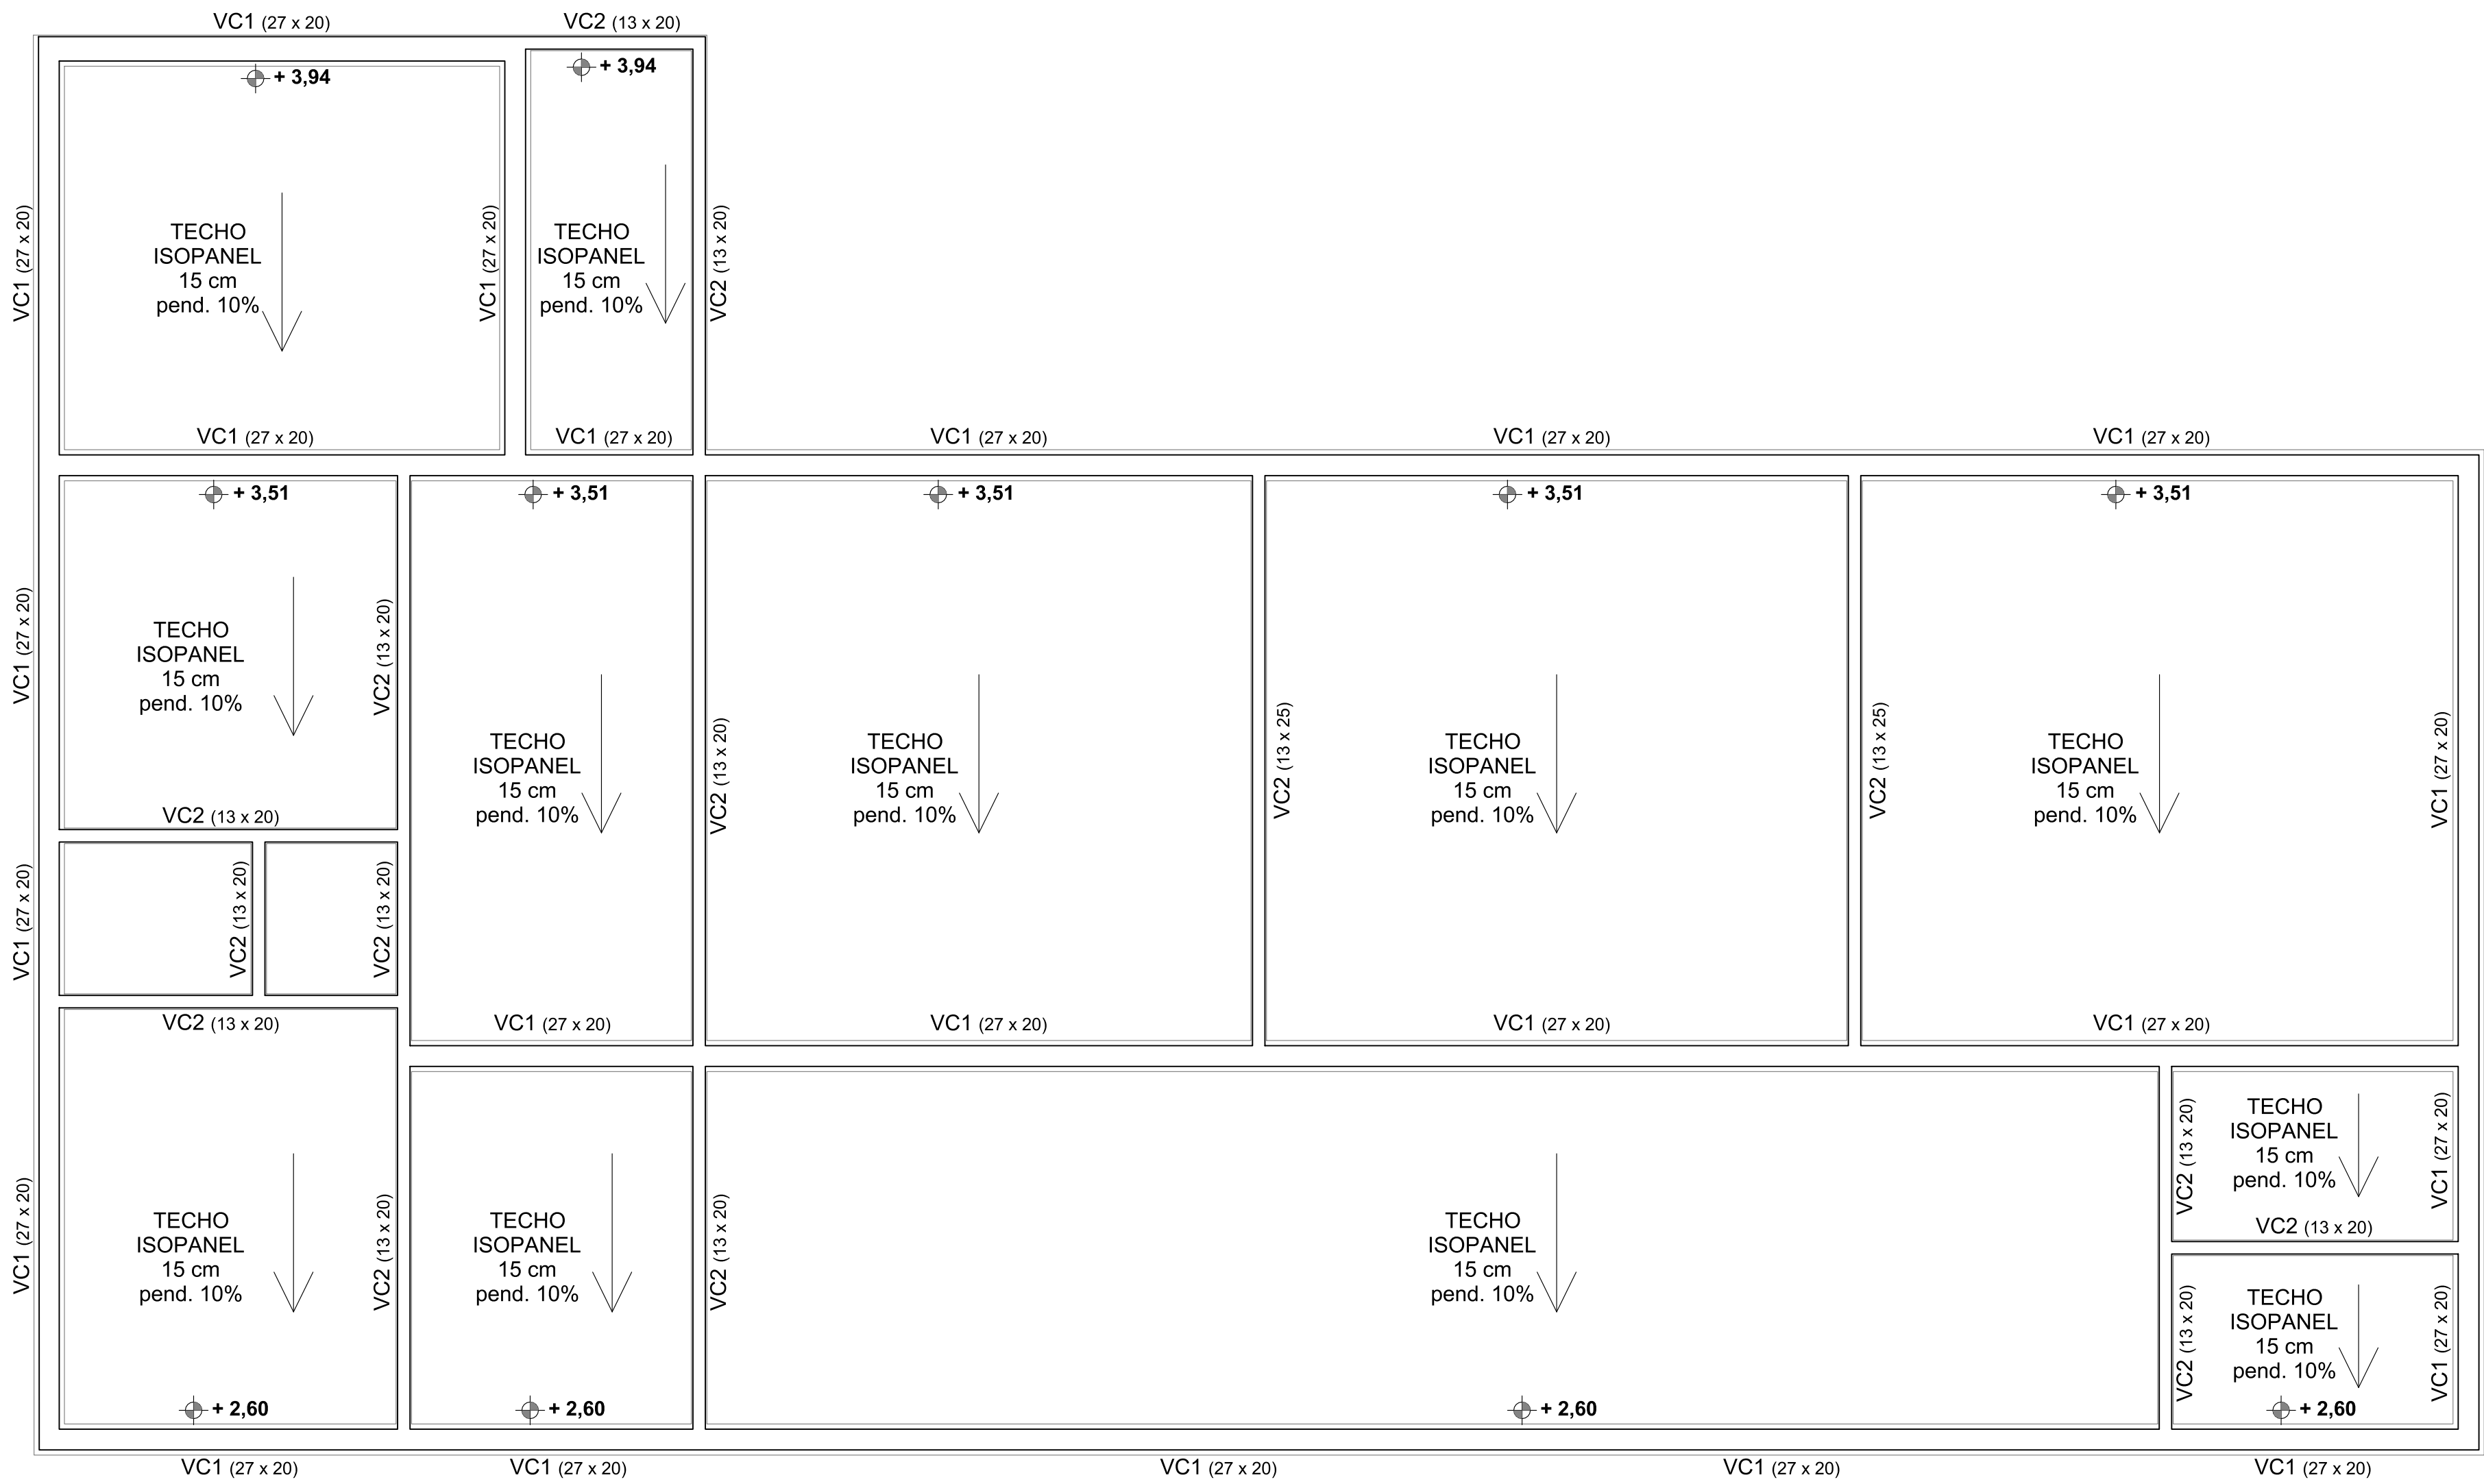 VC1 (27 x 20)
VC2 (13 x 20)
+ 3,94
+ 3,94
VC1 (27 x 20)
TECHO
ISOPANEL
15 cm
pend. 10%
VC1 (27 x 20)
TECHO
ISOPANEL
15 cm
pend. 10%
VC2 (13 x 20)
VC1 (27 x 20)
VC1 (27 x 20)
VC1 (27 x 20)
VC1 (27 x 20)
VC1 (27 x 20)
+ 3,51
+ 3,51
+ 3,51
+ 3,51
+ 3,51
VC1 (27 x 20)
TECHO
ISOPANEL
15 cm
pend. 10%
VC2 (13 x 20)
TECHO
ISOPANEL
15 cm
pend. 10%
VC2 (13 x 20)
TECHO
ISOPANEL
15 cm
pend. 10%
VC2 (13 x 25)
TECHO
ISOPANEL
15 cm
pend. 10%
VC2 (13 x 25)
TECHO
ISOPANEL
15 cm
pend. 10%
VC1 (27 x 20)
VC2 (13 x 20)
VC1 (27 x 20)
VC2 (13 x 20)
VC2 (13 x 20)
VC2 (13 x 20)
VC1 (27 x 20)
VC1 (27 x 20)
VC1 (27 x 20)
VC1 (27 x 20)
VC2 (13 x 20)
TECHO
ISOPANEL
15 cm
pend. 10%
VC1 (27 x 20)
VC2 (13 x 20)
VC1 (27 x 20)
TECHO
ISOPANEL
15 cm
pend. 10%
VC2 (13 x 20)
TECHO
ISOPANEL
15 cm
pend. 10%
VC2 (13 x 20)
TECHO
ISOPANEL
15 cm
pend. 10%
VC2 (13 x 20)
TECHO
ISOPANEL
15 cm
pend. 10%
VC1 (27 x 20)
+ 2,60
+ 2,60
+ 2,60
+ 2,60
VC1 (27 x 20)
VC1 (27 x 20)
VC1 (27 x 20)
VC1 (27 x 20)
VC1 (27 x 20)